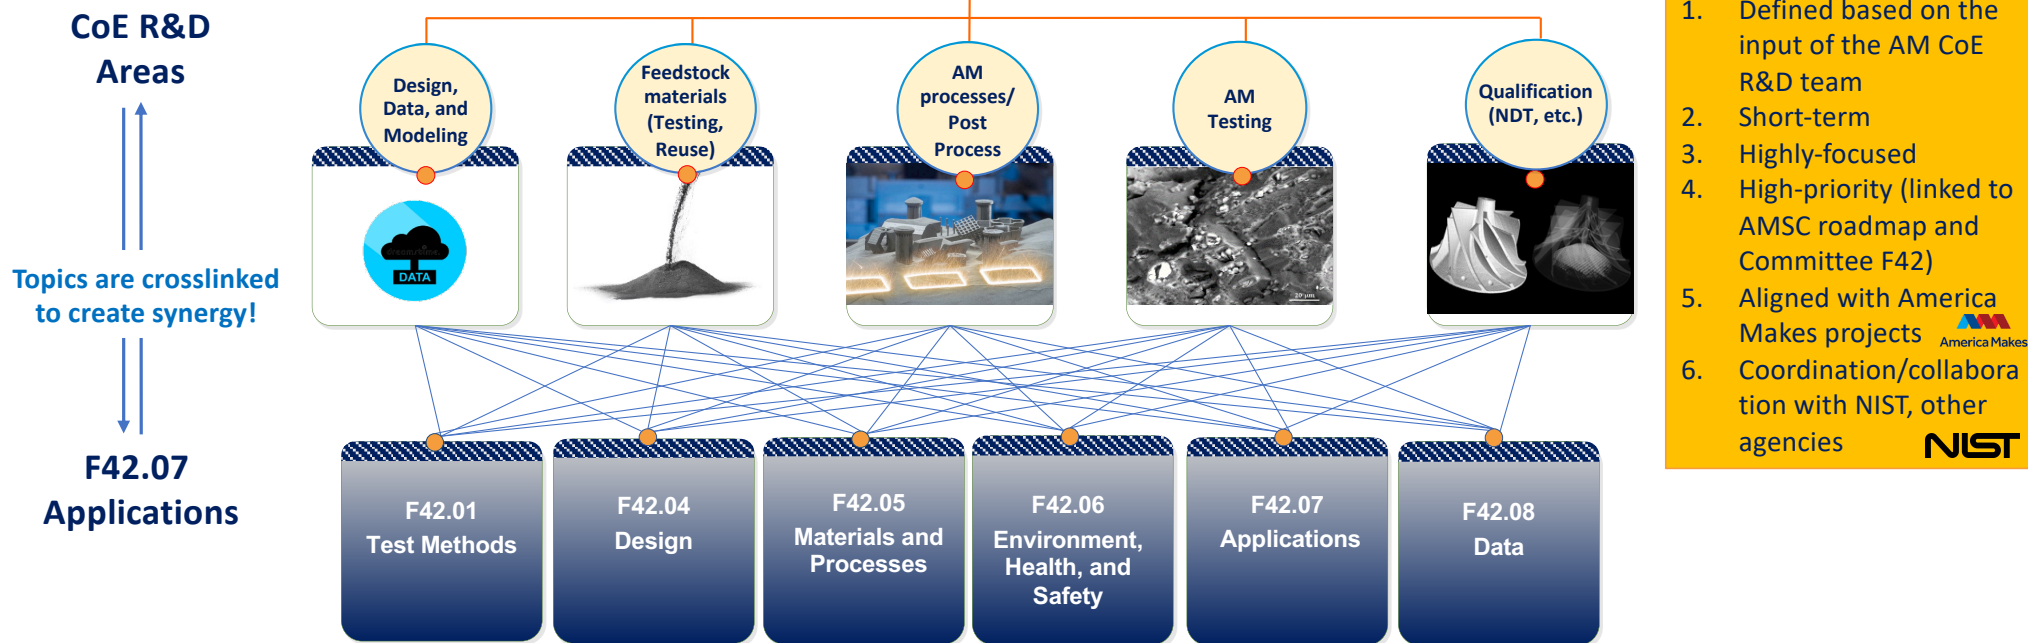 CoE R&D
Areas
Topics are crosslinked
to create synergy!
F42.07
Applications
Design,
Data, and
Modeling
Feedstock
materials
(Testing,
Reuse)
AM
processes/
Post
Process
AM
Testing
Qualification
(NDT, etc.)
DATA
20 µm
F42.01
Test Methods
F42.04
Design
F42.05
Materials and
Processes
F42.06
Environment,
Health, and
Safety
F42.07
Applications
F42.08
Data
1. Defined based on the
input of the AM CoE
R&D team
2. Short-term
3. Highly-focused
4. High-priority (linked to
AMSC roadmap and
Committee F42)
5. Aligned with America
Makes projects
America Makes
6. Coordination/collabora
tion with NIST, other
agencies
NIST